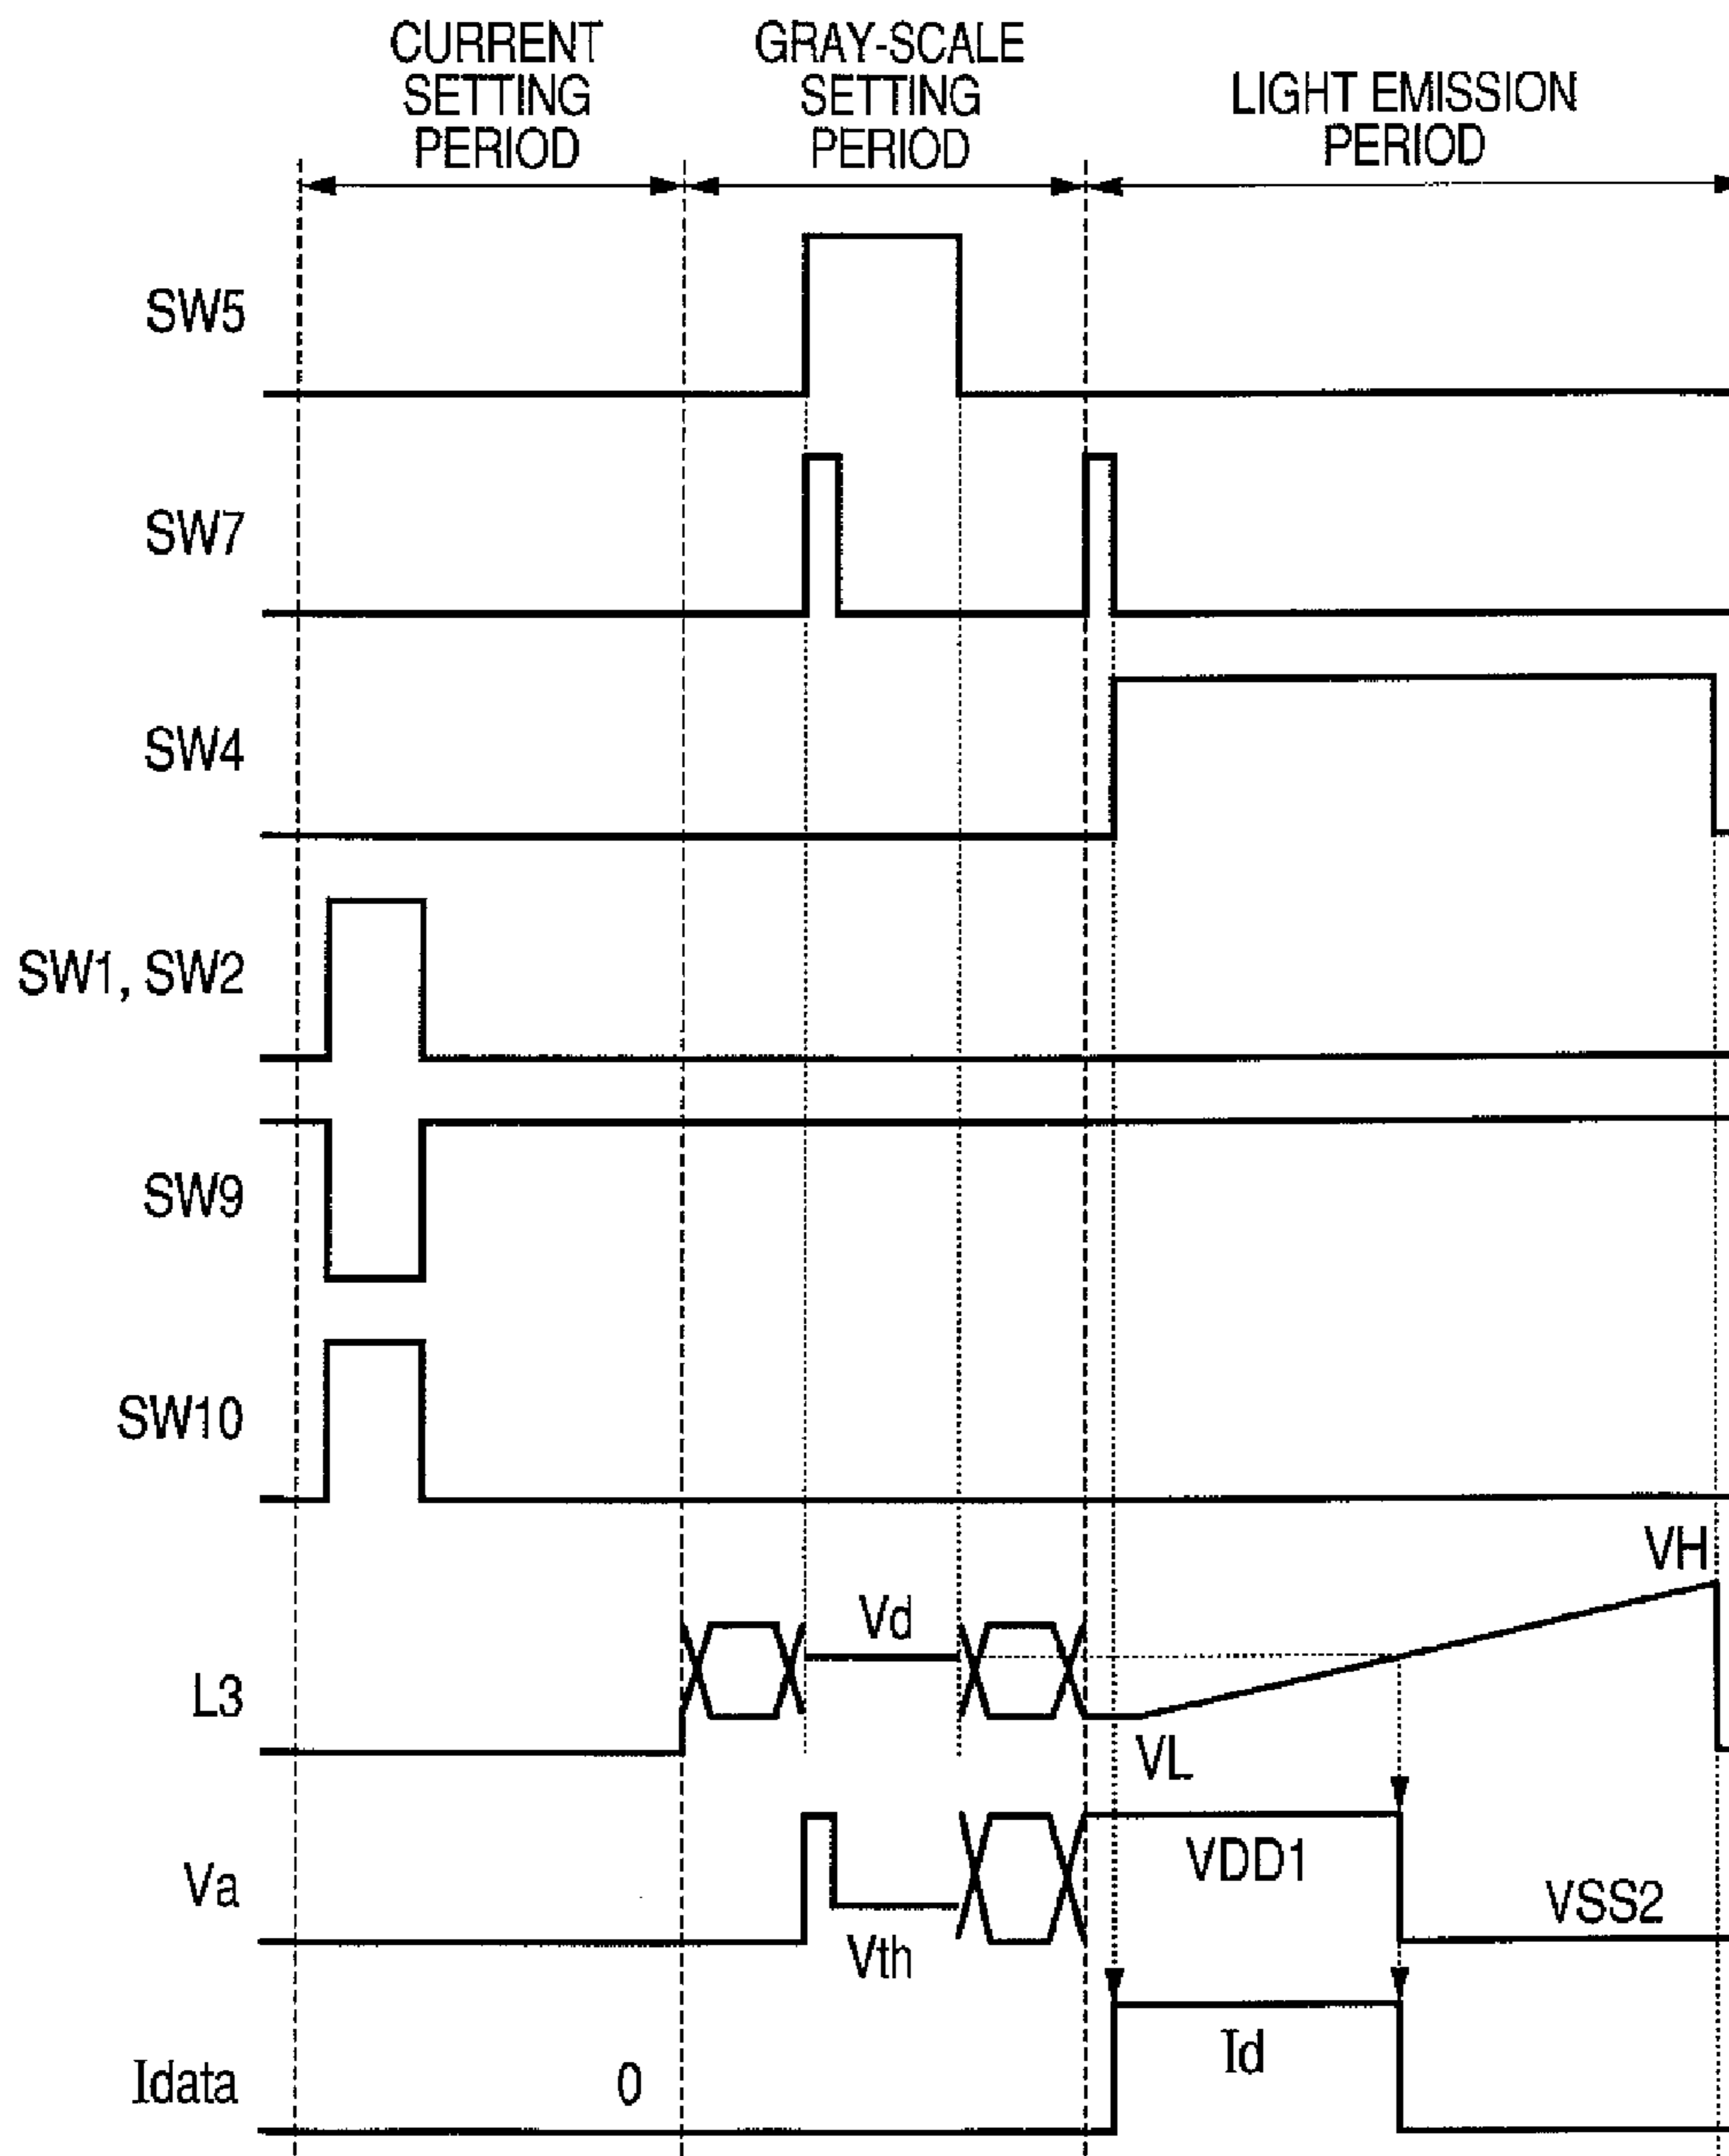 CURRENT
SETTING
PERIOD
GRAY-SCALE
SETTING
PERIOD
LIGHT EMISSION
PERIOD
SW5
SW7
SW4
SW1, SW2
SW9
SW10
VH
Vd
L3
VL
VDD1
Va
VSS2
Vth
Id
Idata
0